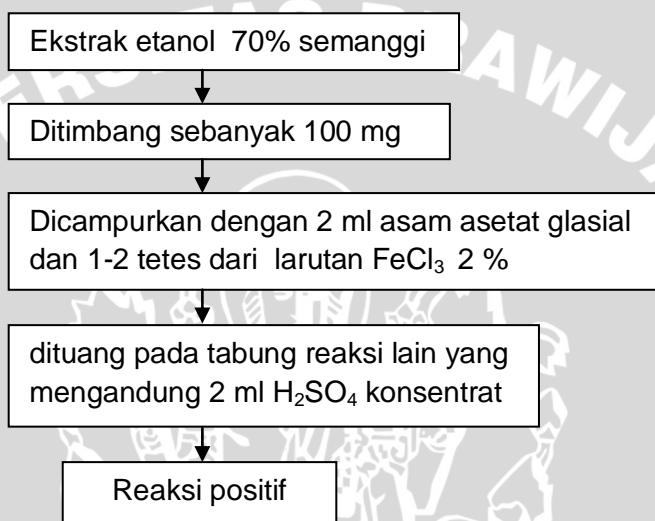 Ekstrak etanol 70% semanggi
Ditimbang sebanyak 100 mg
Dicampurkan dengan 2 ml asam asetat glasial
dan 1-2 tetes dari larutan FeCl₃ 2 %
dituang pada tabung reaksi lain yang
mengandung 2 ml H₂SO₄ konsentrat
Reaksi positif